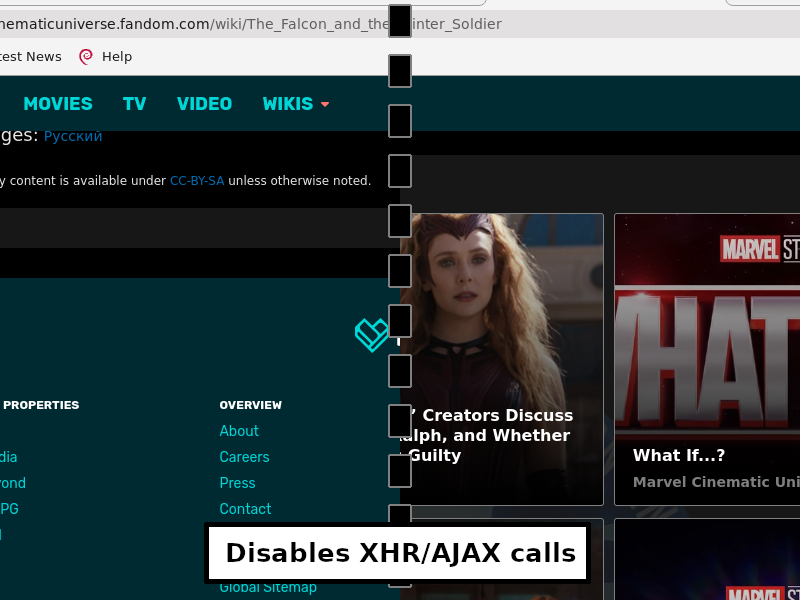 nematicuniverse.fandom.com/wiki/The_Falcon_and_the inter_Soldier
test News Help
MOVIES TV VIDEO WIKIS
ges: Русский
y content is available under CC-BY-SA unless otherwise noted.
MARVEL ST
WHAT
PROPERTIES
OVERVIEW
About
Careers
Press
Contact
dia
yond
PG
' Creators Discuss
alph, and Whether
Guilty
What If...?
Marvel Cinematic Uni
Disables XHR/AJAX calls
Global Sitemap
MARVEL ST